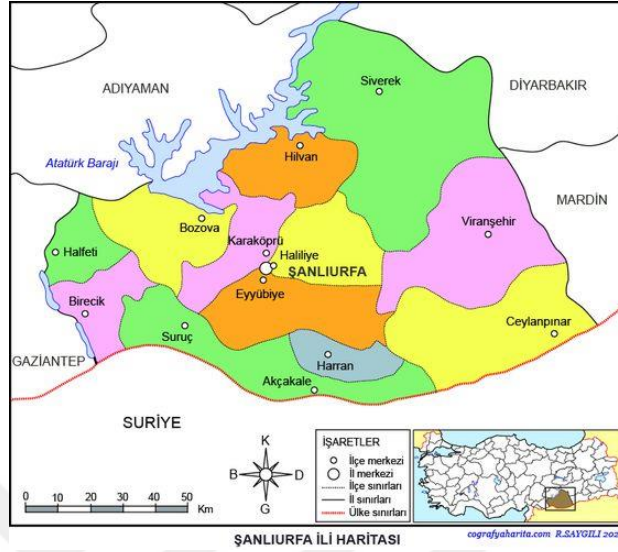 ADIYAMAN
Siverek
DİYARBAKIR
Atatürk Barajı
Hilvan
MARDİN
Viranşehir
Bozova
Karaköprü
Halfeti
Haliliye
ŞANLIURFA
Eyyübiye
Birecik
Suruç
Ceylanpınar
GAZİANTEP
Harran
Akçakale
SURİYE
K
B
D
G
0 10 20 30 40 50
Km
İŞARETLER
İlçe merkezi
İl merkezi
İlçe sınırları
İl sınırları
Ülke sınırları
ŞANLIURFA İLİ HARİTASI
cografyaharita.com R.SAYGILI